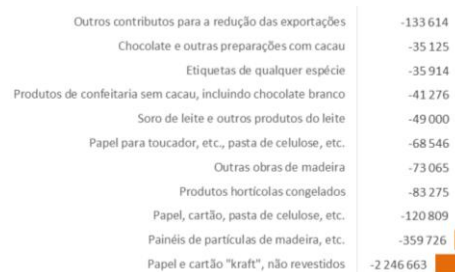 Outros contributos para a redução das exportações -133 614
Chocolate e outras preparações com cacau -35 125
Etiquetas de qualquer espécie -35 914
Produtos de confeitaria sem cacau, incluindo chocolate branco -41 276
Soro de leite e outros produtos do leite -49 000
Papel para toucador, etc., pasta de celulose, etc. -68 546
Outras obras de madeira -73 065
Produtos hortícolas congelados -83 275
Papel, cartão, pasta de celulose, etc. -120 809
Painéis de partículas de madeira, etc. -359 726
Papel e cartão "kraft", não revestidos -2 246 663